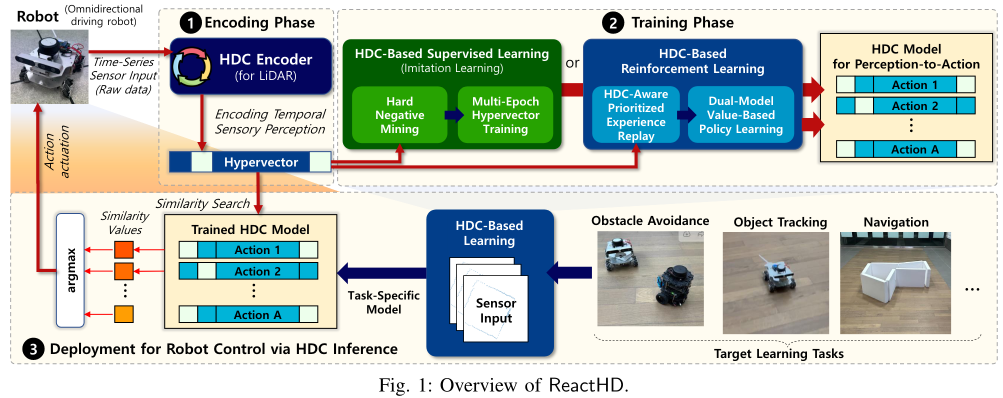 Robot (Omnidirectional
driving robot)
Time-Series
Sensor Input
(Raw data)
1 Encoding Phase
HDC Encoder
(for LiDAR)
Encoding Temporal
Sensory Perception
Hypervector
2 Training Phase
HDC-Based Supervised Learning
(Imitation Learning)
Hard
Negative
Mining
Multi-Epoch
Hypervector
Training
or
HDC-Based
Reinforcement Learning
HDC-Aware
Prioritized
Experience
Replay
Dual-Model
Value-Based
Policy Learning
HDC Model
for Perception-to-Action
Action 1
Action 2
Action A
Action
actuation
Similarity Search
argmax
Similarity
Values
Trained HDC Model
Action 1
Action 2
Action A
Task-Specific
Model
HDC-Based
Learning
Sensor
Input
Obstacle Avoidance
Object Tracking
Navigation
...
Target Learning Tasks
3 Deployment for Robot Control via HDC Inference
Fig. 1: Overview of ReactHD.